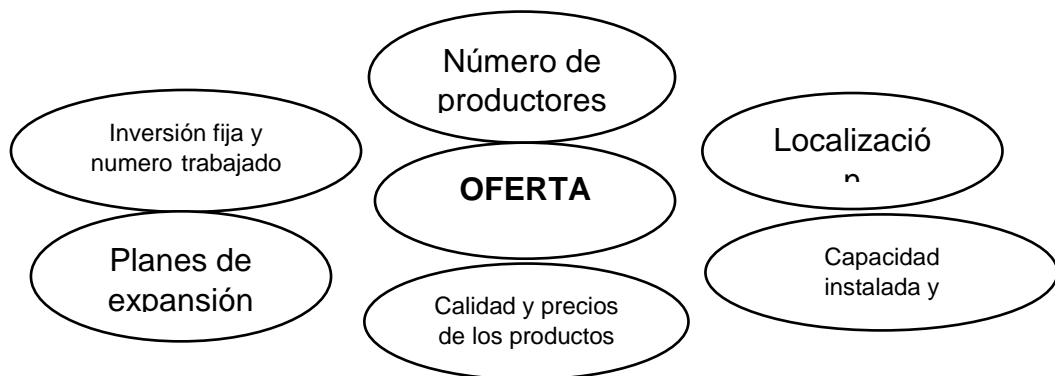 Número de
productores
Inversión fija y
numero trabajado
Localizació
n
OFERTA
Planes de
expansión
Capacidad
instalada y
Calidad y precios
de los productos